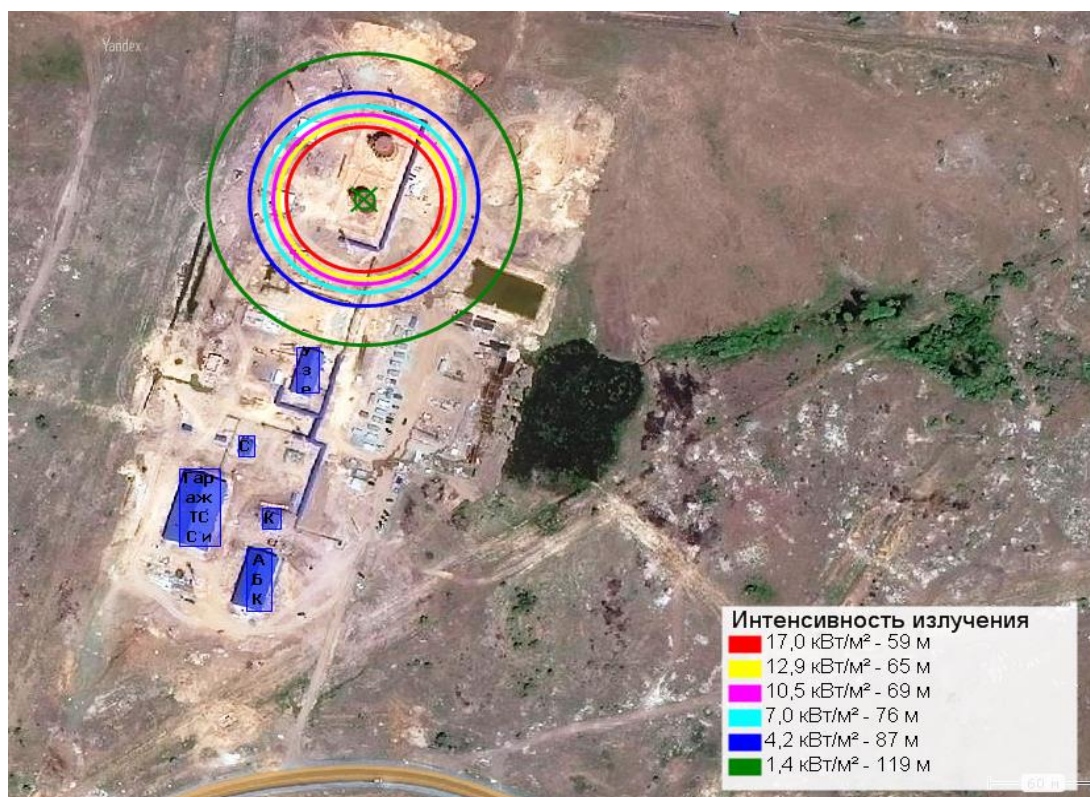 Yandex
У
зе
С
Гар
аж
ТС
С и
К
А
Б
К
Интенсивность излучения
17,0 кВт/м² - 59 м
12,9 кВт/м² - 65 м
10,5 кВт/м² - 69 м
7,0 кВт/м² - 76 м
4,2 кВт/м² - 87 м
1,4 кВт/м² - 119 м
60 м